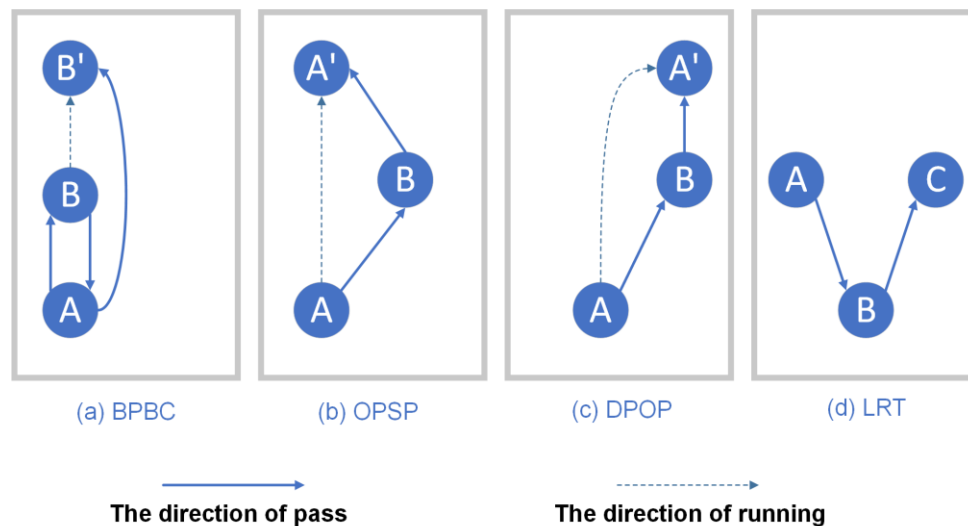 B'
B
A
(a) BPBC
A'
B
A
(b) OPSP
A'
B
A
(c) DPOP
A
C
B
(d) LRT
The direction of pass
The direction of running